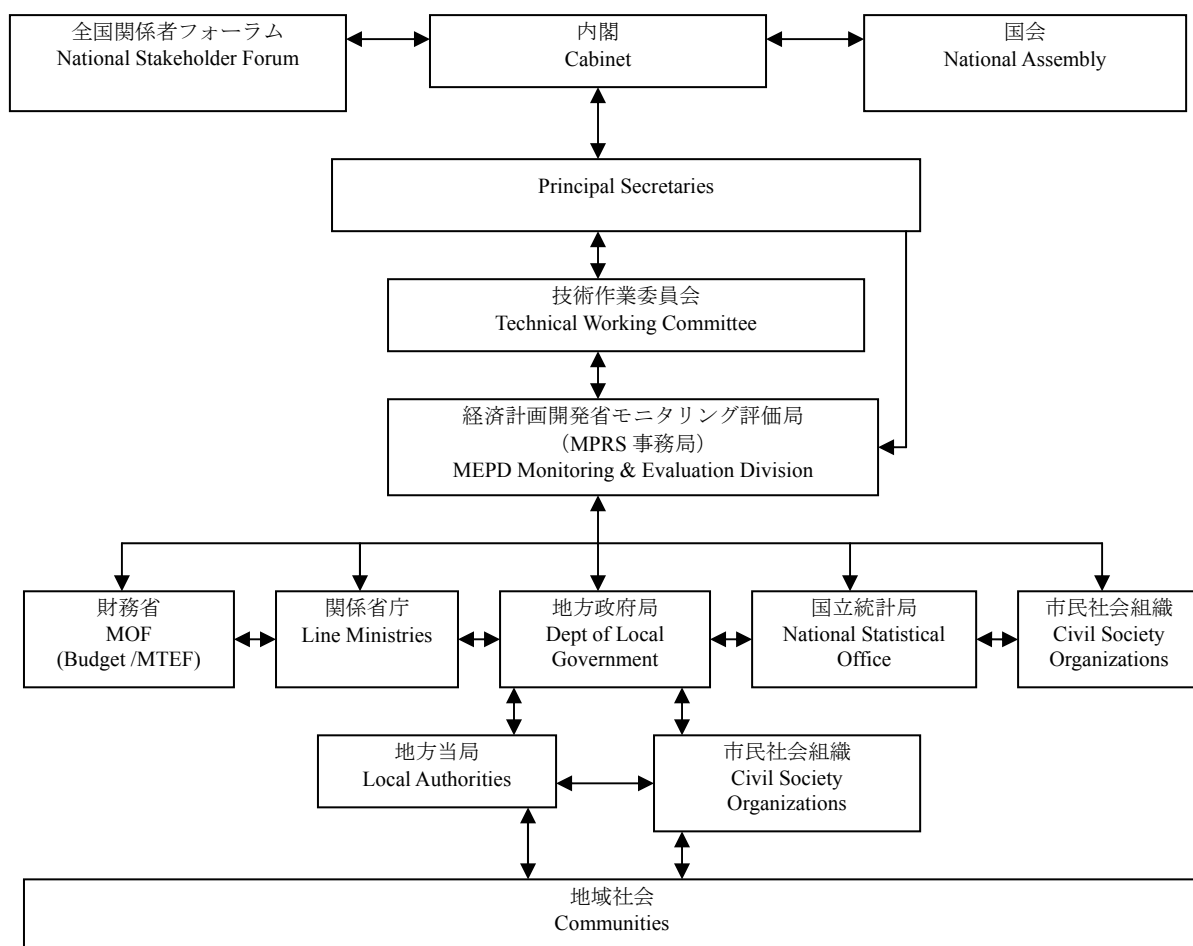 全国関係者フォーラム
National Stakeholder Forum
内閣
Cabinet
国会
National Assembly
Principal Secretaries
技術作業委員会
Technical Working Committee
経済計画開発省モニタリング評価局
（MPRS 事務局）
MEPD Monitoring & Evaluation Division
財務省
MOF
(Budget /MTEF)
関係省庁
Line Ministries
地方政府局
Dept of Local
Government
国立統計局
National Statistical
Office
市民社会組織
Civil Society
Organizations
地方当局
Local Authorities
市民社会組織
Civil Society
Organizations
地域社会
Communities